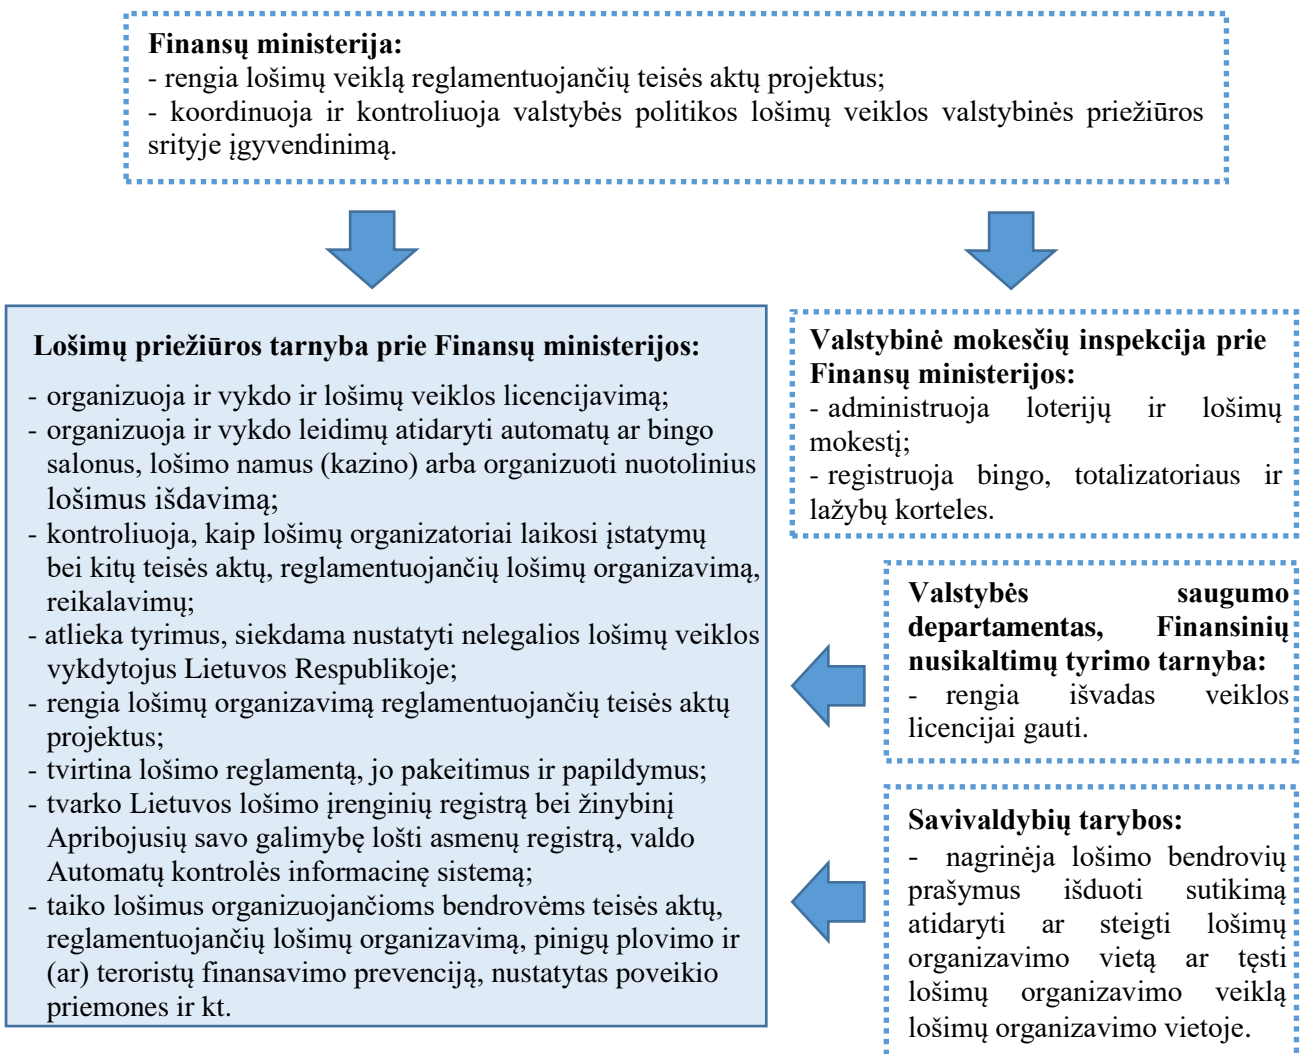 Finansų ministerija:
- rengia lošimų veiklą reglamentuojančių teisės aktų projektus;
- koordinuoja ir kontroliuoja valstybės politikos lošimų veiklos valstybinės priežiūros
srityje įgyvendinimą.
Lošimų priežiūros tarnyba prie Finansų ministerijos:
- organizuoja ir vykdo ir lošimų veiklos licencijavimą;
- organizuoja ir vykdo leidimų atidaryti automatų ar bingo
salonus, lošimo namus (kazino) arba organizuoti nuotolinius
lošimus išdavimą;
- kontroliuoja, kaip lošimų organizatoriai laikosi įstatymų
bei kitų teisės aktų, reglamentuojančių lošimų organizavimą,
reikalavimų;
- atlieka tyrimus, siekdama nustatyti nelegalios lošimų veiklos
vykdytojus Lietuvos Respublikoje;
- rengia lošimų organizavimą reglamentuojančių teisės aktų
projektus;
- tvirtina lošimo reglamentą, jo pakeitimus ir papildymus;
- tvarko Lietuvos lošimo įrenginių registrą bei žinybinį
Apribojusių savo galimybę lošti asmenų registrą, valdo
Automatų kontrolės informacinę sistemą;
- taiko lošimus organizuojančioms bendrovėms teisės aktų,
reglamentuojančių lošimų organizavimą, pinigų plovimo ir
(ar) teroristų finansavimo prevenciją, nustatytas poveikio
priemones ir kt.
Valstybinė mokesčių inspekcija prie
Finansų ministerijos:
- administruoja loterijų ir lošimų
mokestį;
- registruoja bingo, totalizatoriaus ir
lažybų korteles.
Valstybės saugumo
departamentas, Finansinių
nusikaltimų tyrimo tarnyba:
- rengia išvadas veiklos
licencijai gauti.
Savivaldybių tarybos:
- nagrinėja lošimo bendrovių
prašymus išduoti sutikimą
atidaryti ar steigti lošimų
organizavimo vietą ar tęsti
lošimų organizavimo veiklą
lošimų organizavimo vietoje.